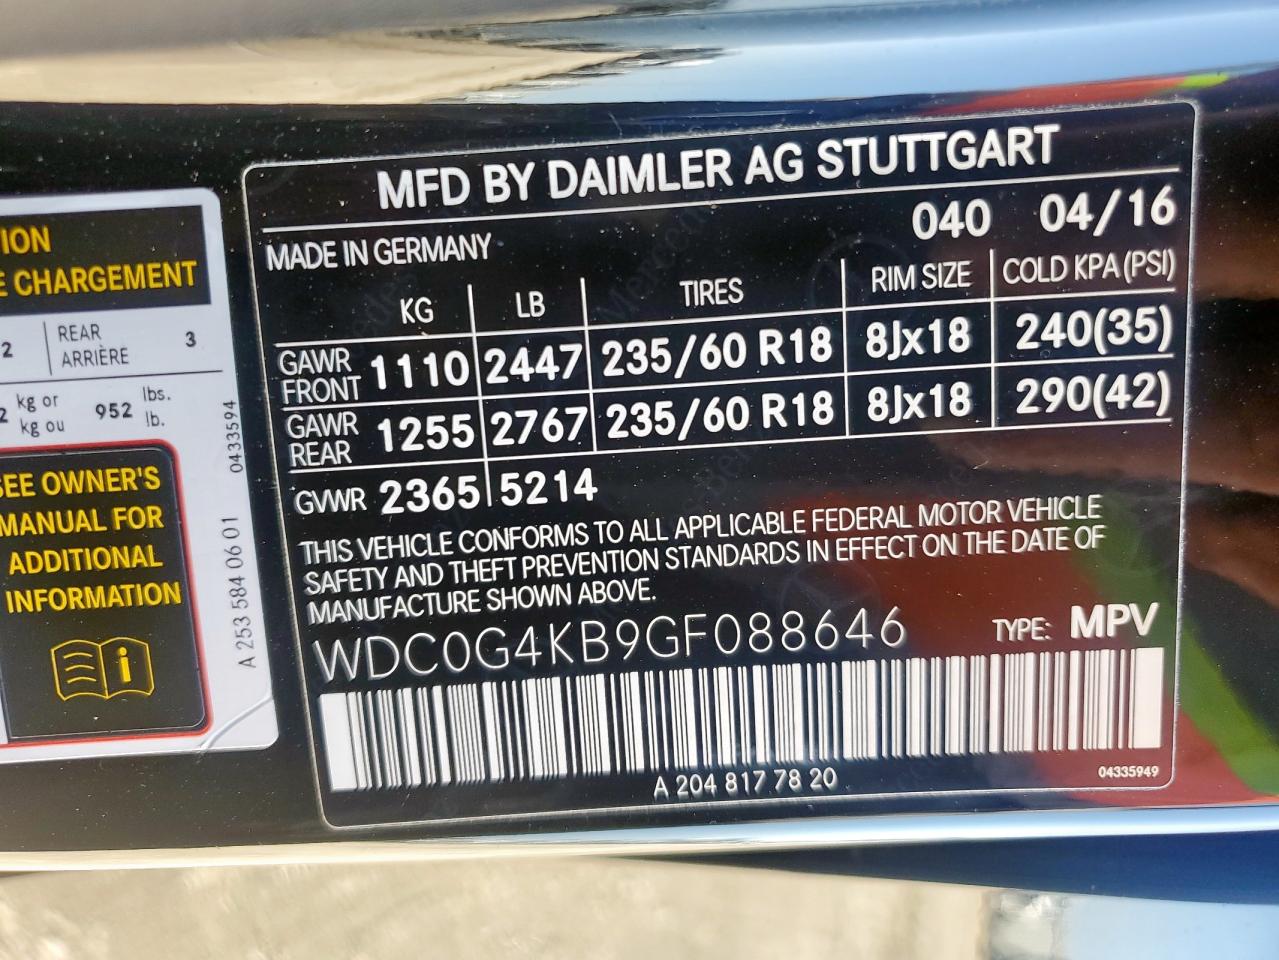 ION
E CHARGEMENT
2 REAR ARRIÈRE 3
2 kg or kg ou 952 lbs. lb.
SEE OWNER'S
MANUAL FOR
ADDITIONAL
INFORMATION
i
A 253 584 06 01 0433594
MFD BY DAIMLER AG STUTTGART
040 04/16
MADE IN GERMANY
KG LB TIRES RIM SIZE COLD KPA (PSI)
GAWR FRONT 1110 2447 235/60 R18 8Jx18 240(35)
GAWR REAR 1255 2767 235/60 R18 8Jx18 290(42)
GVWR 2365 5214
THIS VEHICLE CONFORMS TO ALL APPLICABLE FEDERAL MOTOR VEHICLE
SAFETY AND THEFT PREVENTION STANDARDS IN EFFECT ON THE DATE OF
MANUFACTURE SHOWN ABOVE.
WDC0G4KB9GF088646 TYPE: MPV
A 204 817 78 20 04335949